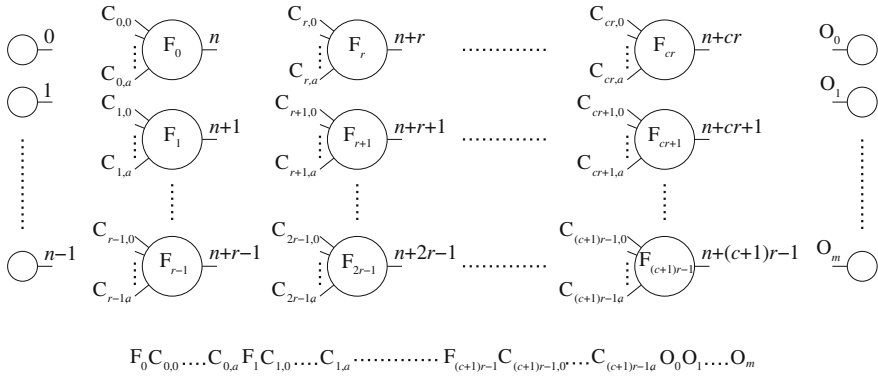 C0,0 n Cr,0 n+r Ccr,0 n+cr O0
0 F0 Fr .............. Fcr
C0,a Cr,a Ccr,a O1
1 C1,0 n+1 Cr+1,0 n+r+1 Ccr+1,0 n+cr+1
F1 Fr+1 .............. Fcr+1
C1,a Cr+1,a Ccr+1,a
Cr−1,0 n+r−1 C2r−1,0 n+2r−1 C(c+1)r−1,0 n+(c+1)r−1 Om
n−1 Fr−1 F2r−1 .............. F(c+1)r−1
Cr−1a C2r−1a C(c+1)r−1a
F0C0,0.....C0,a F1C1,0.....C1,a .............. F(c+1)r−1C(c+1)r−1,0.....C(c+1)r−1a O0O1....Om